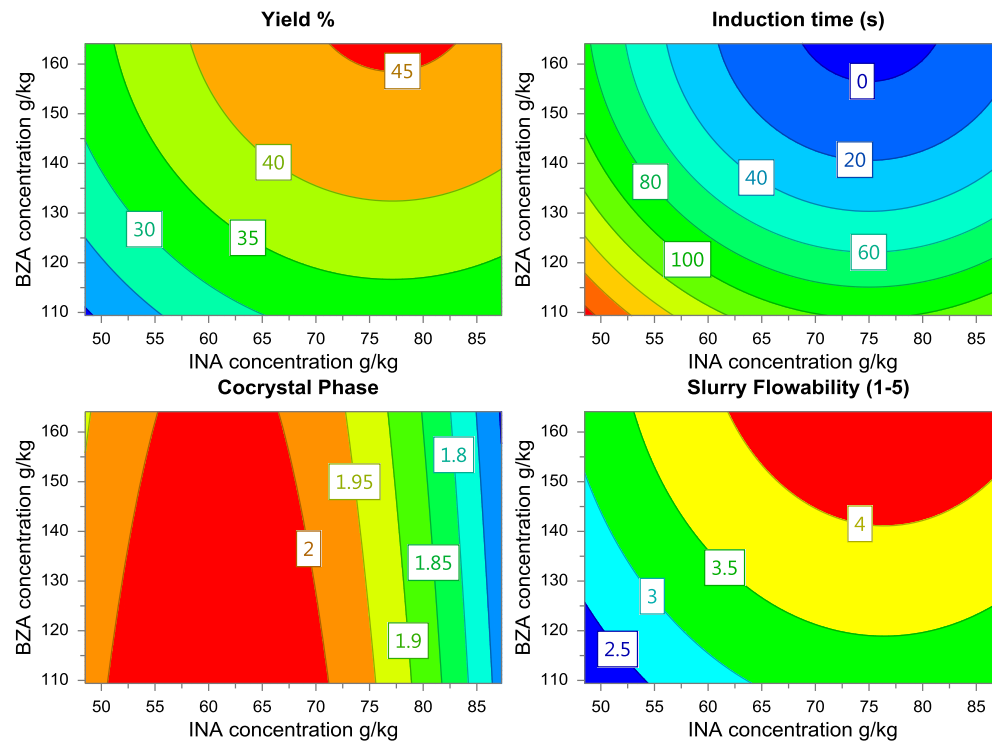 Yield %
BZA concentration g/kg
160
150
140
130
120
110
45
40
35
30
50 55 60 65 70 75 80 85
INA concentration g/kg
Induction time (s)
BZA concentration g/kg
160
150
140
130
120
110
0
20
40
80
60
100
50 55 60 65 70 75 80 85
INA concentration g/kg
Cocrystal Phase
BZA concentration g/kg
160
150
140
130
120
110
1.8
1.95
2
1.85
1.9
50 55 60 65 70 75 80 85
INA concentration g/kg
Slurry Flowability (1-5)
BZA concentration g/kg
160
150
140
130
120
110
4
3.5
3
2.5
50 55 60 65 70 75 80 85
INA concentration g/kg